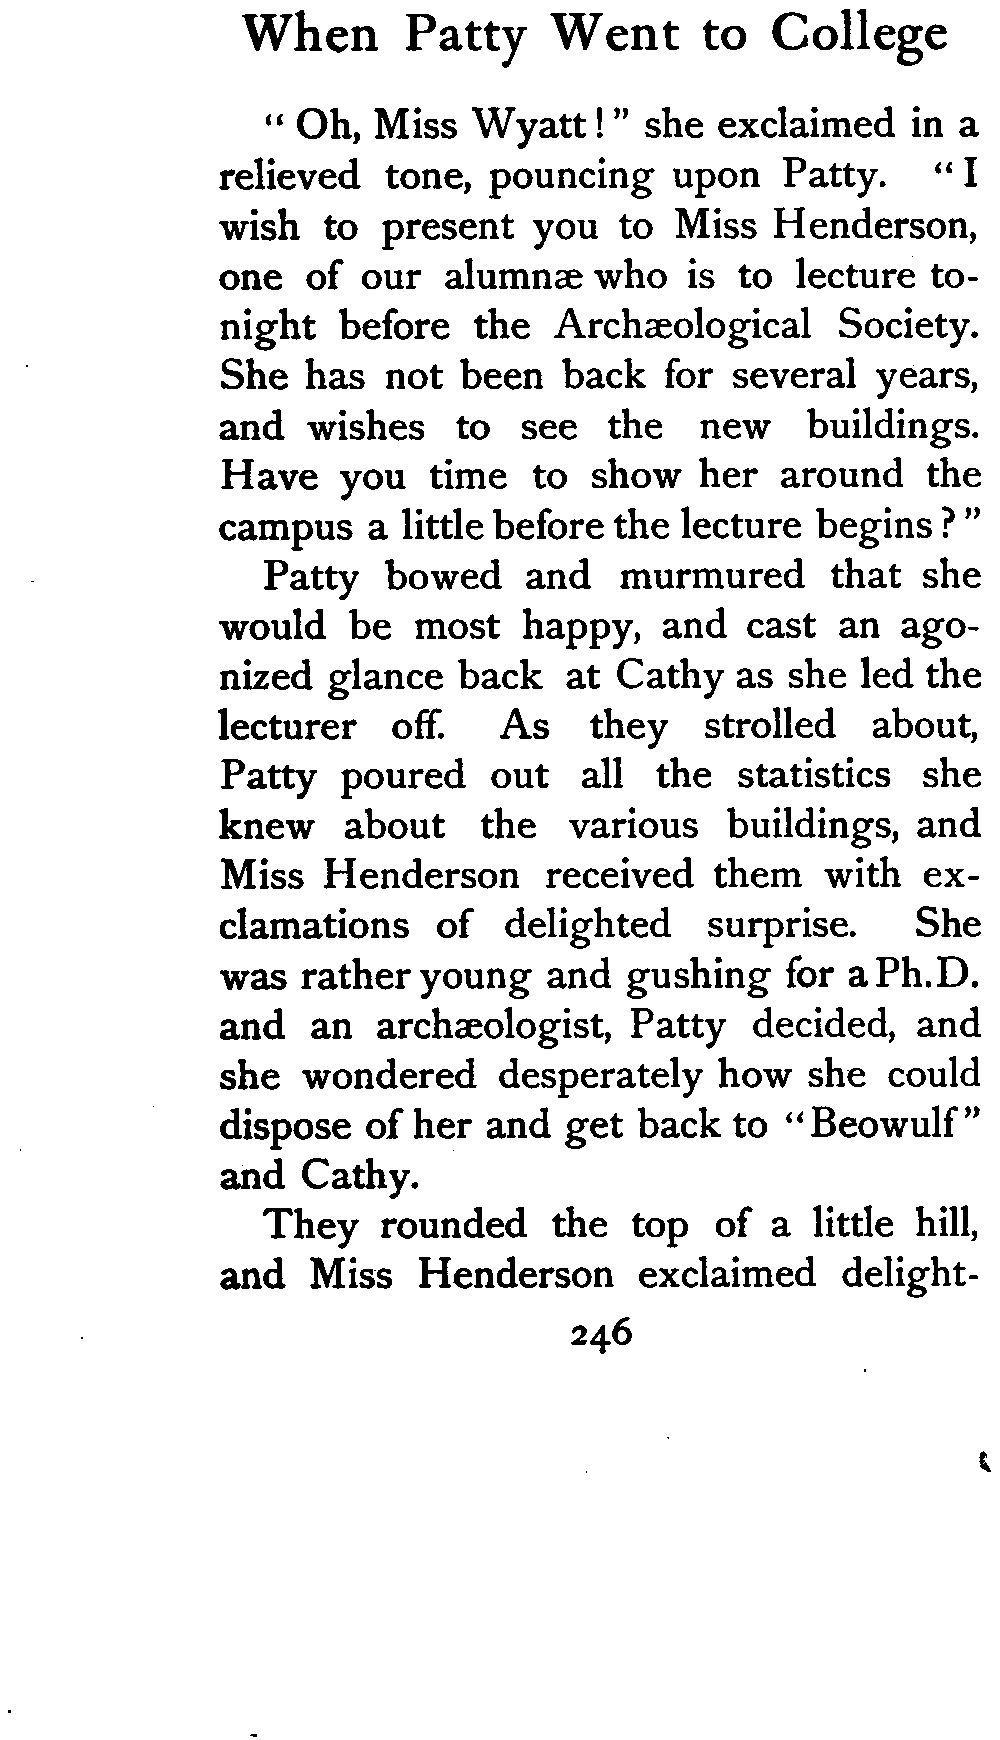 When Patty Went to College
“ Oh, Miss Wyatt! ” she exclaimed in a
relieved tone, pouncing upon Patty. “ I
wish to present you to Miss Henderson,
one of our alumnæ who is to lecture to-
night before the Archæological Society.
She has not been back for several years,
and wishes to see the new buildings.
Have you time to show her around the
campus a little before the lecture begins? ”
Patty bowed and murmured that she
would be most happy, and cast an ago-
nized glance back at Cathy as she led the
lecturer off. As they strolled about,
Patty poured out all the statistics she
knew about the various buildings, and
Miss Henderson received them with ex-
clamations of delighted surprise. She
was rather young and gushing for a Ph.D.
and an archæologist, Patty decided, and
she wondered desperately how she could
dispose of her and get back to “Beowulf”
and Cathy.
They rounded the top of a little hill,
and Miss Henderson exclaimed delight-
246